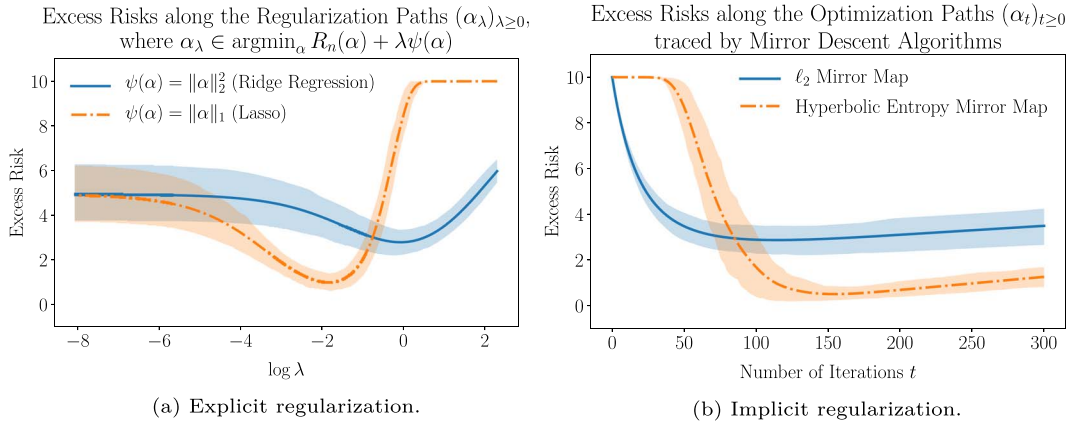 Excess Risks along the Regularization Paths (α_λ)_{λ≥0},
where α_λ ∈ argmin_α R_n(α) + λψ(α)
Excess Risk
10
8
6
4
2
0
ψ(α) = ‖α‖₂² (Ridge Regression)
ψ(α) = ‖α‖₁ (Lasso)
−8 −6 −4 −2 0 2
log λ
(a) Explicit regularization.
Excess Risks along the Optimization Paths (α_t)_{t≥0}
traced by Mirror Descent Algorithms
Excess Risk
10
8
6
4
2
0
ℓ₂ Mirror Map
Hyperbolic Entropy Mirror Map
0 50 100 150 200 250 300
Number of Iterations t
(b) Implicit regularization.